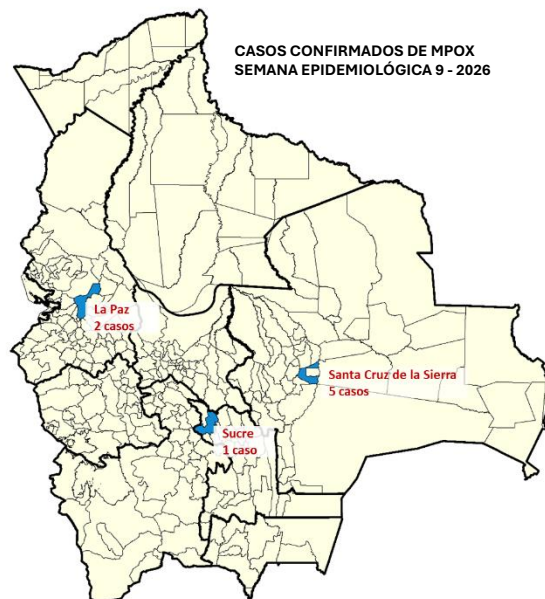 CASOS CONFIRMADOS DE MPOX
SEMANA EPIDEMIOLÓGICA 9 - 2026
La Paz
2 casos
Santa Cruz de la Sierra
5 casos
Sucre
1 caso